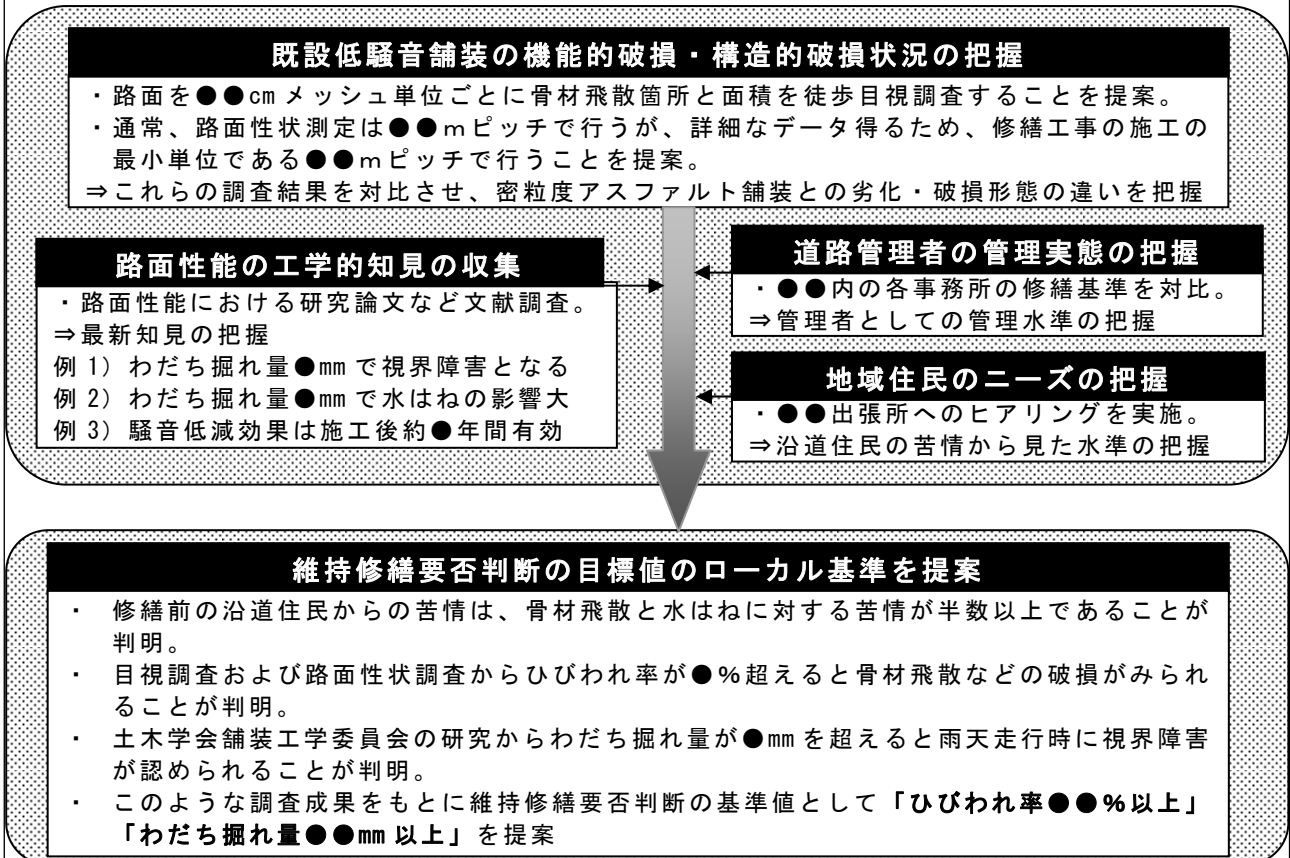 既設低騒音舗装の機能的破損・構造的破損状況の把握
・路面を●●cmメッシュ単位ごとに骨材飛散箇所と面積を徒歩目視調査することを提案。
・通常、路面性状測定は●●mピッチで行うが、詳細なデータ得るため、修繕工事の施工の
最小単位である●●mピッチで行うことを提案。
⇒これらの調査結果を対比させ、密粒度アスファルト舗装との劣化・破損形態の違いを把握
路面性能の工学的知見の収集
・路面性能における研究論文など文献調査。
⇒最新知見の把握
例1）わだち掘れ量●mmで視界障害となる
例2）わだち掘れ量●mmで水はねの影響大
例3）騒音低減効果は施工後約●年間有効
道路管理者の管理実態の把握
・●●内の各事務所の修繕基準を対比。
⇒管理者としての管理水準の把握
地域住民のニーズの把握
・●●出張所へのヒアリングを実施。
⇒沿道住民の苦情から見た水準の把握
維持修繕要否判断の目標値のローカル基準を提案
・ 修繕前の沿道住民からの苦情は、骨材飛散と水はねに対する苦情が半数以上であることが
判明。
・ 目視調査および路面性状調査からひびわれ率が●%超えると骨材飛散などの破損がみられ
ることが判明。
・ 土木学会舗装工学委員会の研究からわだち掘れ量が●mmを超えると雨天走行時に視界障害
が認められることが判明。
・ このような調査成果をもとに維持修繕要否判断の基準値として「ひびわれ率●●%以上」
「わだち掘れ量●●mm以上」を提案